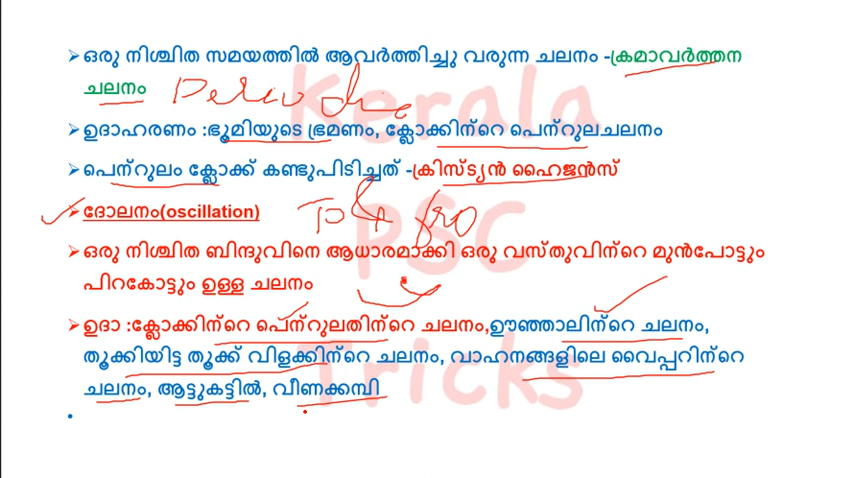 ➢ഒരു നിശ്ചിത സമയത്തിൽ ആവർത്തിച്ചു വരുന്ന ചലനം -ക്രമാവർത്തന
ചലനം
➢ഉദാഹരണം :ഭൂമിയുടെ ഭ്രമണം, ക്ലോക്കിന്റെ പെന്റുലചലനം
➢പെന്റുലം ക്ലോക്ക് കണ്ടുപിടിച്ചത് -ക്രിസ്ട്യൻ ഹൈജൻസ്
➢ദോലനം(oscillation) To & fro
➢ഒരു നിശ്ചിത ബിന്ദുവിനെ ആധാരമാക്കി ഒരു വസ്തുവിന്റെ മുൻപോട്ടും
പിറകോട്ടും ഉള്ള ചലനം
➢ഉദാ :ക്ലോക്കിന്റെ പെന്റുലതിന്റെ ചലനം,ഊഞ്ഞാലിന്റെ ചലനം,
തൂക്കിയിട്ട തൂക്ക് വിളക്കിന്റെ ചലനം, വാഹനങ്ങളിലെ വൈപ്പറിന്റെ
ചലനം, ആട്ടുകട്ടിൽ, വീണക്കമ്പി
Kerala
PSC
Tricks